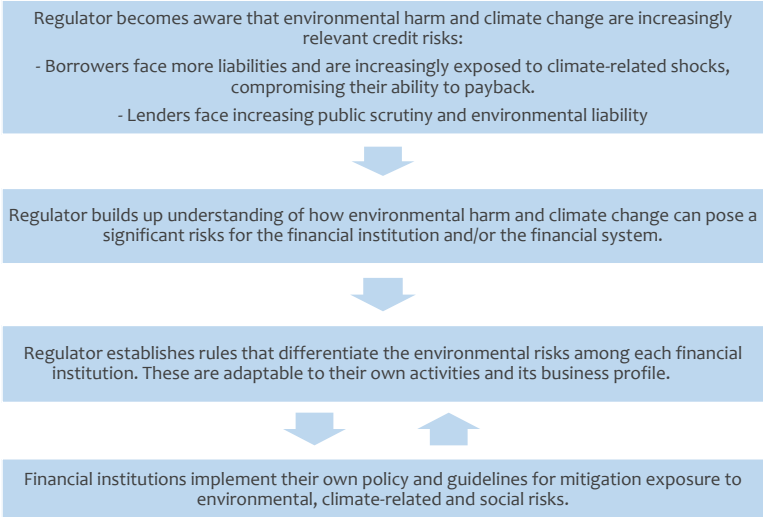 Regulator becomes aware that environmental harm and climate change are increasingly
relevant credit risks:
- Borrowers face more liabilities and are increasingly exposed to climate-related shocks,
compromising their ability to payback.
- Lenders face increasing public scrutiny and environmental liability
Regulator builds up understanding of how environmental harm and climate change can pose a
significant risks for the financial institution and/or the financial system.
Regulator establishes rules that differentiate the environmental risks among each financial
institution. These are adaptable to their own activities and its business profile.
Financial institutions implement their own policy and guidelines for mitigation exposure to
environmental, climate-related and social risks.